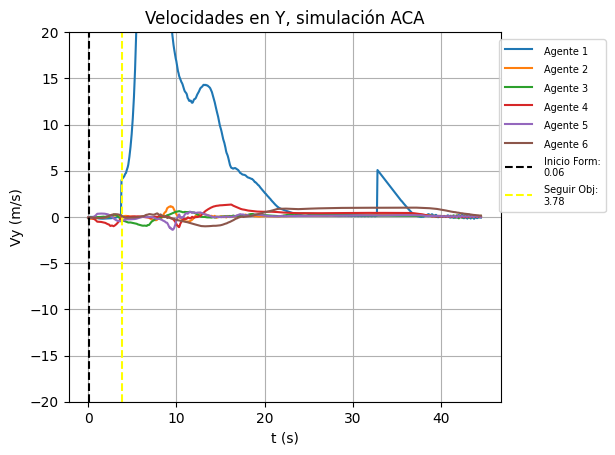 Velocidades en Y, simulación ACA
20
15
10
5
0
−5
−10
−15
−20
Vy (m/s)
0
10
20
30
40
t (s)
Agente 1
Agente 2
Agente 3
Agente 4
Agente 5
Agente 6
Inicio Form:
0.06
Seguir Obj:
3.78